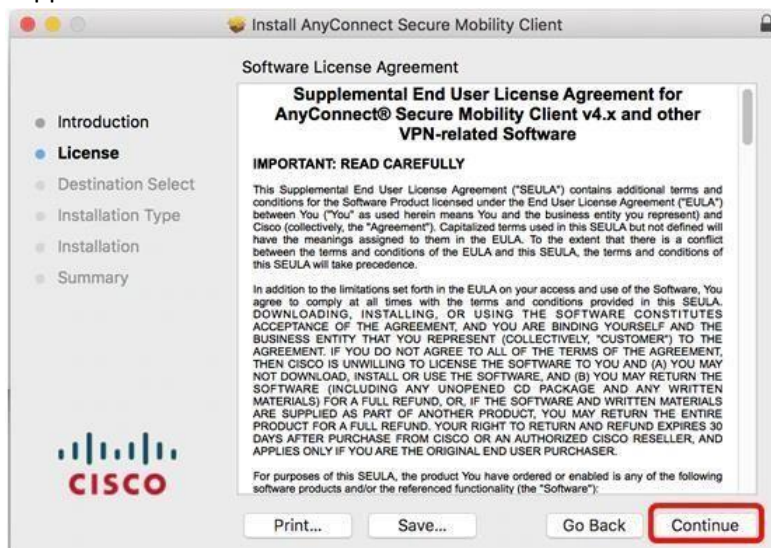 Install AnyConnect Secure Mobility Client
Software License Agreement
Introduction
License
Destination Select
Installation Type
Installation
Summary
Supplemental End User License Agreement for
AnyConnect® Secure Mobility Client v4.x and other
VPN-related Software
IMPORTANT: READ CAREFULLY
This Supplemental End User License Agreement ("SEULA") contains additional terms and
conditions for the Software Product licensed under the End User License Agreement ("EULA")
between You ("You" as used herein means You and the business entity you represent) and
Cisco (collectively, the "Agreement"). Capitalized terms used in this SEULA but not defined will
have the meanings assigned to them in the EULA. To the extent that there is a conflict
between the terms and conditions of the EULA and this SEULA, the terms and conditions of
this SEULA will take precedence.
In addition to the limitations set forth in the EULA on your access and use of the Software, You
agree to comply at all times with the terms and conditions provided in this SEULA.
DOWNLOADING, INSTALLING, OR USING THE SOFTWARE CONSTITUTES
ACCEPTANCE OF THE AGREEMENT, AND YOU ARE BINDING YOURSELF AND THE
BUSINESS ENTITY THAT YOU REPRESENT (COLLECTIVELY, "CUSTOMER") TO THE
AGREEMENT. IF YOU DO NOT AGREE TO ALL OF THE TERMS OF THE AGREEMENT,
THEN CISCO IS UNWILLING TO LICENSE THE SOFTWARE TO YOU AND (A) YOU MAY
NOT DOWNLOAD, INSTALL OR USE THE SOFTWARE, AND (B) YOU MAY RETURN THE
SOFTWARE (INCLUDING ANY UNOPENED CD PACKAGE AND ANY WRITTEN
MATERIALS) FOR A FULL REFUND, OR, IF THE SOFTWARE AND WRITTEN MATERIALS
ARE SUPPLIED AS PART OF ANOTHER PRODUCT, YOU MAY RETURN THE ENTIRE
PRODUCT FOR A FULL REFUND. YOUR RIGHT TO RETURN AND REFUND EXPIRES 30
DAYS AFTER PURCHASE FROM CISCO OR AN AUTHORIZED CISCO RESELLER, AND
APPLIES ONLY IF YOU ARE THE ORIGINAL END USER PURCHASER.
For purposes of this SEULA, the product You have ordered or enabled is any of the following
software products and/or the referenced functionality (the "Software"):
CISCO
Print...
Save...
Go Back
Continue